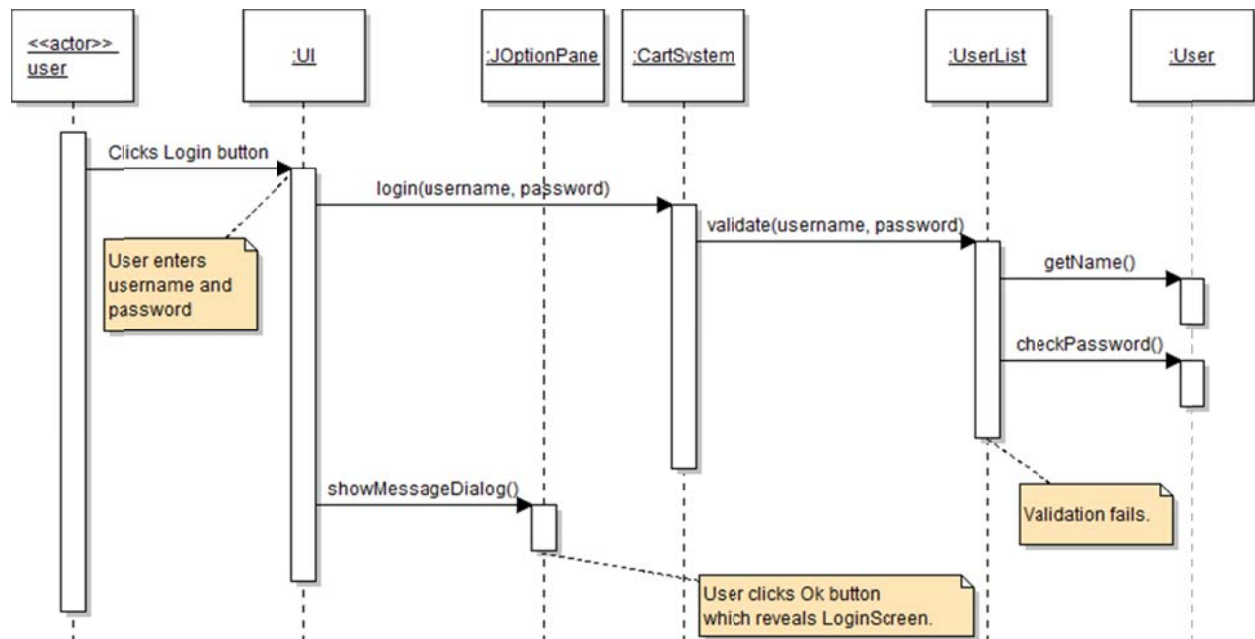 <<actor>>
user
:UI
:JOptionPane
:CartSystem
:UserList
:User
Clicks Login button
login(username, password)
validate(username, password)
User enters
username and
password
getName()
checkPassword()
showMessageDialog()
Validation fails.
User clicks Ok button
which reveals LoginScreen.